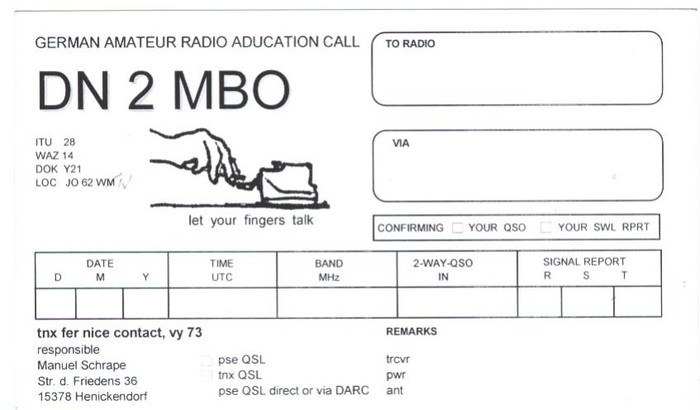 GERMAN AMATEUR RADIO ADUCATION CALL
DN 2 MBO
TO RADIO
ITU 28
WAZ 14
DOK Y21
LOC JO 62 WM
VIA
let your fingers talk
CONFIRMING YOUR QSO YOUR SWL RPRT
DATE TIME BAND 2-WAY-QSO SIGNAL REPORT
D M Y UTC MHz IN R S T
tnx fer nice contact, vy 73
responsible
Manuel Schrape
Str. d. Friedens 36
15378 Henickendorf
pse QSL
tnx QSL
pse QSL direct or via DARC
REMARKS
trcvr
pwr
ant